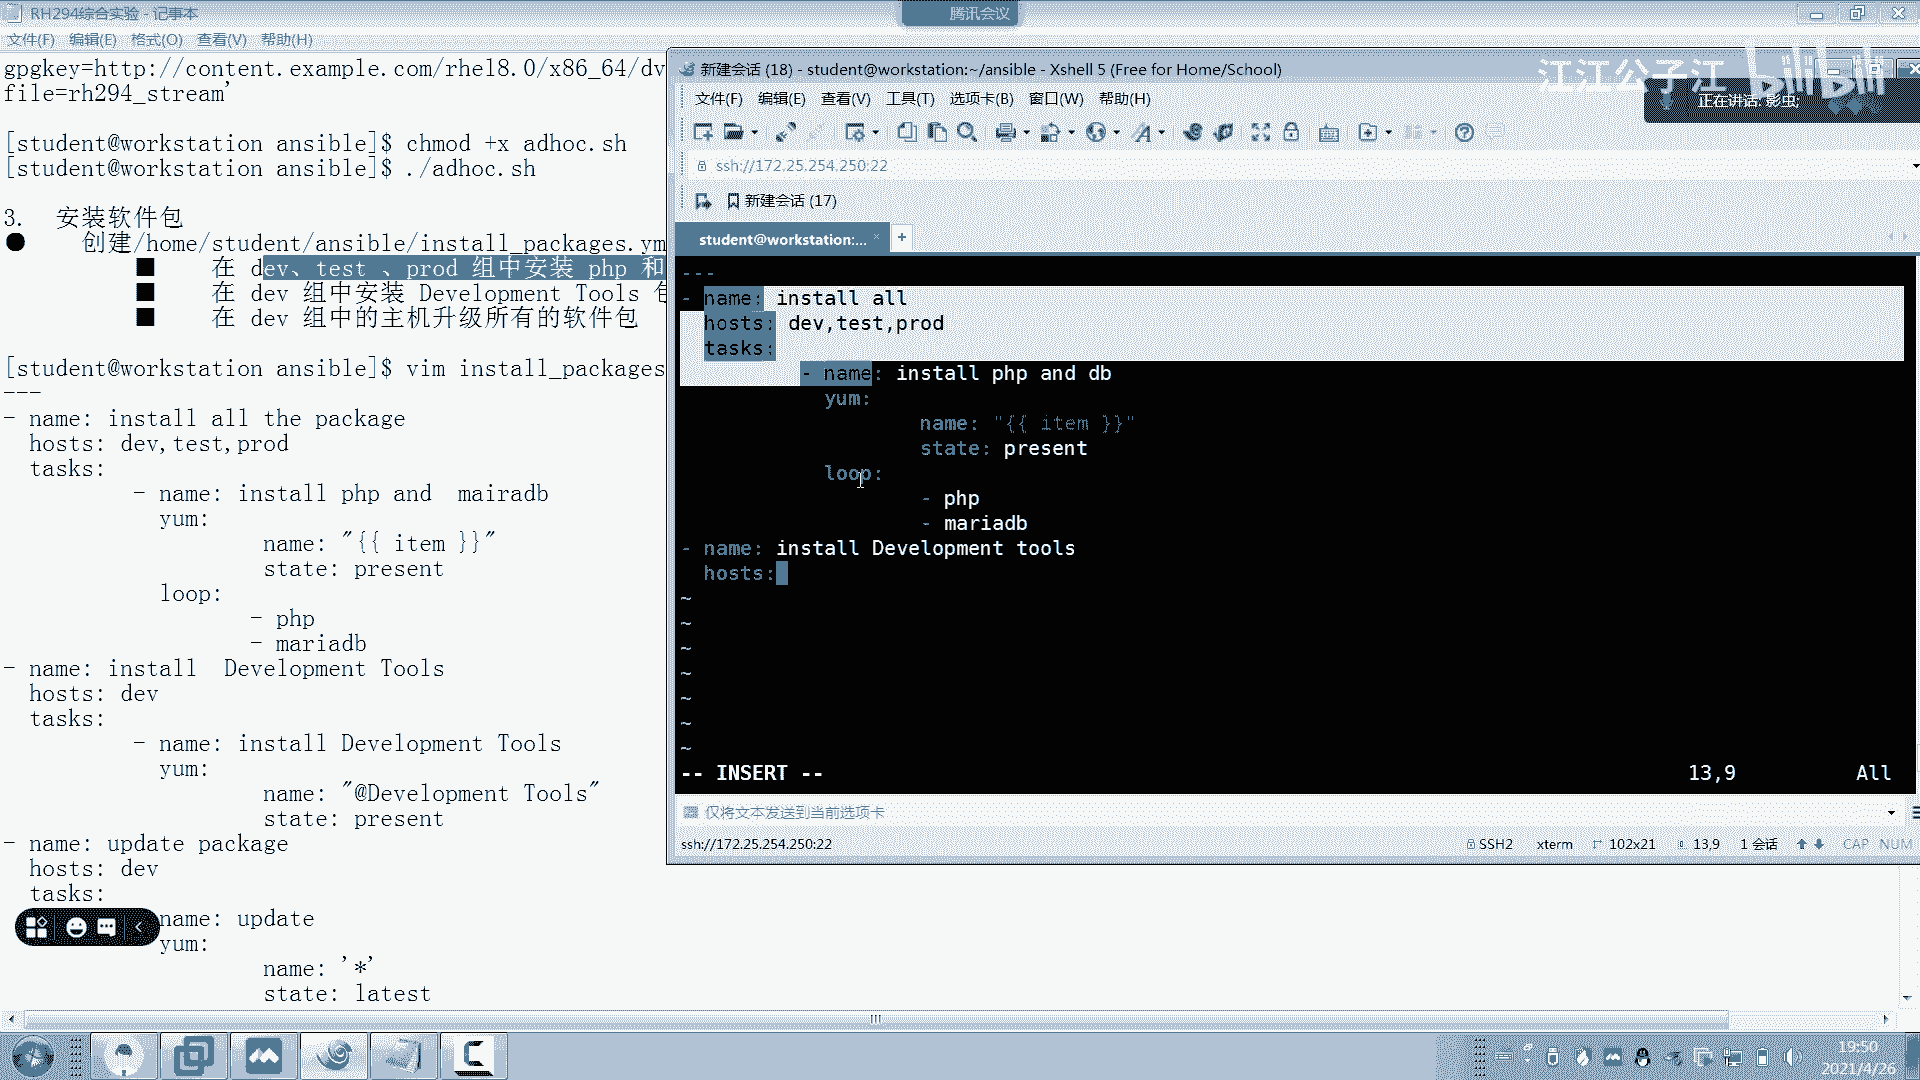 RH294综合实验 - 记事本
腾讯会议
文件(F) 编辑(E) 格式(O) 查看(V) 帮助(H)
gpgkey=http://content.example.com/rhel8.0/x86_64/dv
file=rh294_stream'
[student@workstation ansible]$ chmod +x adhoc.sh
[student@workstation ansible]$ ./adhoc.sh
3. 安装软件包
● 创建/home/student/ansible/install_packages.ym
■ 在 dev、test 、prod 组中安装 php 和
■ 在 dev 组中安装 Development Tools 包
■ 在 dev 组中的主机升级所有的软件包
[student@workstation ansible]$ vim install_packages
---
- name: install all the package
hosts: dev,test,prod
tasks:
- name: install php and mairadb
yum:
name: "{{ item }}"
state: present
loop:
- php
- mariadb
- name: install Development Tools
hosts: dev
tasks:
- name: install Development Tools
yum:
name: "@Development Tools"
state: present
- name: update package
hosts: dev
tasks:
name: update
yum:
name: '*'
state: latest
新建会话 (18) - student@workstation:~/ansible - Xshell 5 (Free for Home/School)
江江公子江 bilibili
正在讲话: 影虫;
文件(F) 编辑(E) 查看(V) 工具(T) 选项卡(B) 窗口(W) 帮助(H)
ssh://172.25.254.250:22
新建会话 (17)
student@workstation:... × +
---
- name: install all
hosts: dev,test,prod
tasks:
- name: install php and db
yum:
name: "{{ item }}"
state: present
loop:
- php
- mariadb
- name: install Development tools
hosts:
~
~
~
~
~
~
~
-- INSERT -- 13,9 All
仅将文本发送到当前选项卡
ssh://172.25.254.250:22 SSH2 xterm 102x21 13,9 1 会话 CAP NUM
19:50
2021/4/26